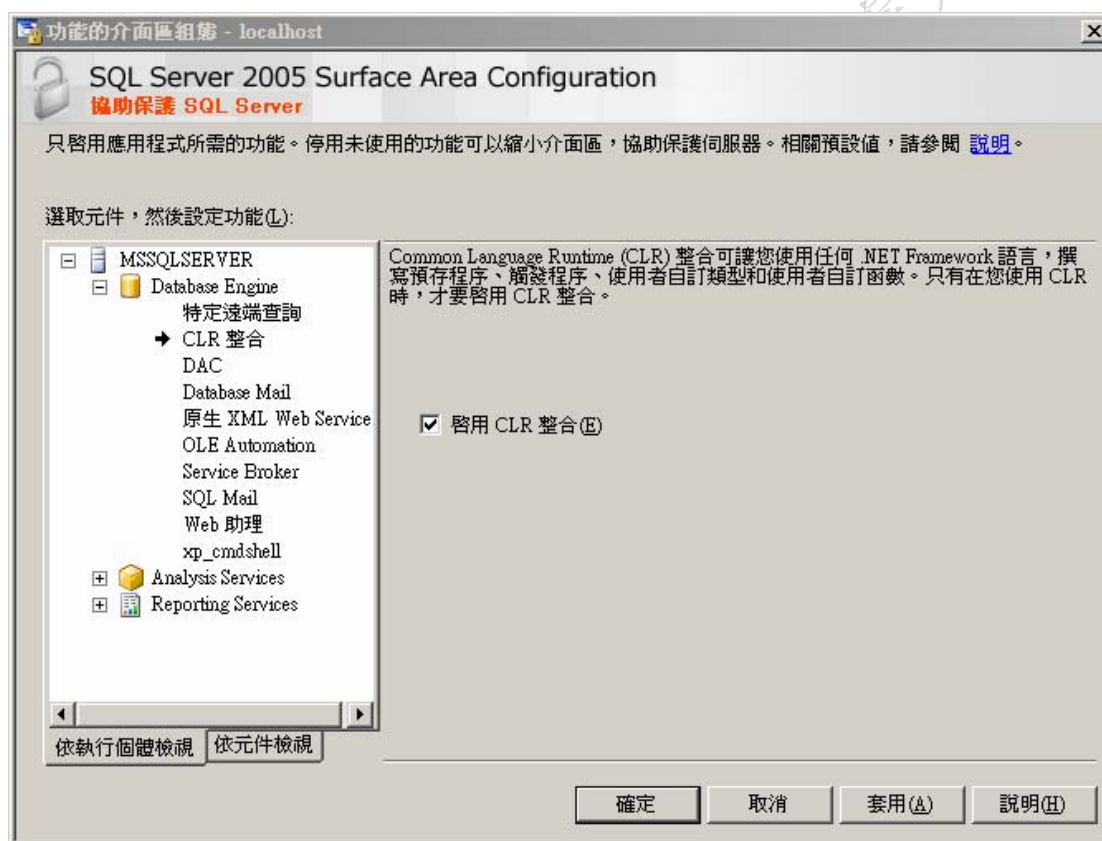 功能的介面區組態 - localhost
SQL Server 2005 Surface Area Configuration
協助保護 SQL Server
只啓用應用程式所需的功能。停用未使用的功能可以縮小介面區，協助保護伺服器。相關預設值，請參閱 說明。
選取元件，然後設定功能(L):
MSSQLSERVER
Database Engine
特定遠端查詢
CLR 整合
DAC
Database Mail
原生 XML Web Service
OLE Automation
Service Broker
SQL Mail
Web 助理
xp_cmdshell
Analysis Services
Reporting Services
依執行個體檢視
依元件檢視
Common Language Runtime (CLR) 整合可讓您使用任何 .NET Framework 語言，撰
寫預存程序、觸發程序、使用者自訂類型和使用者自訂函數。只有在您使用 CLR
時，才要啓用 CLR 整合。
啓用 CLR 整合(E)
確定
取消
套用(A)
說明(H)